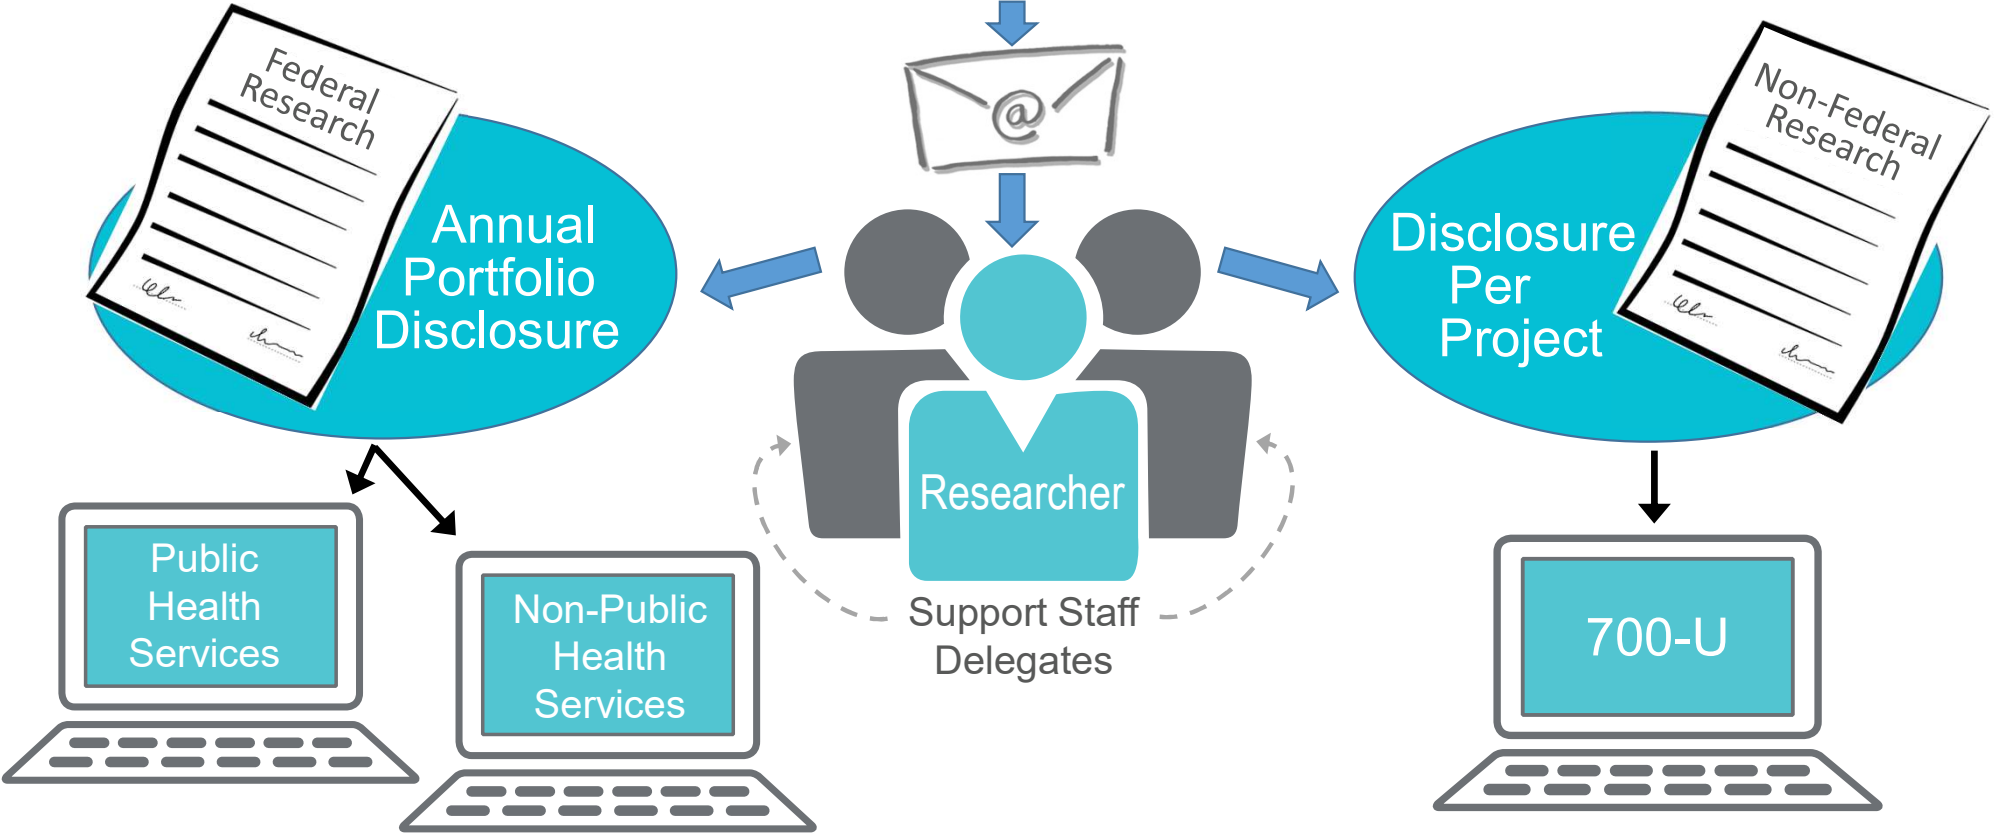 Federal
Research
Annual
Portfolio
Disclosure
@
Non-Federal
Research
Disclosure
Per
Project
Researcher
Support Staff
Delegates
Public
Health
Services
Non-Public
Health
Services
700-U